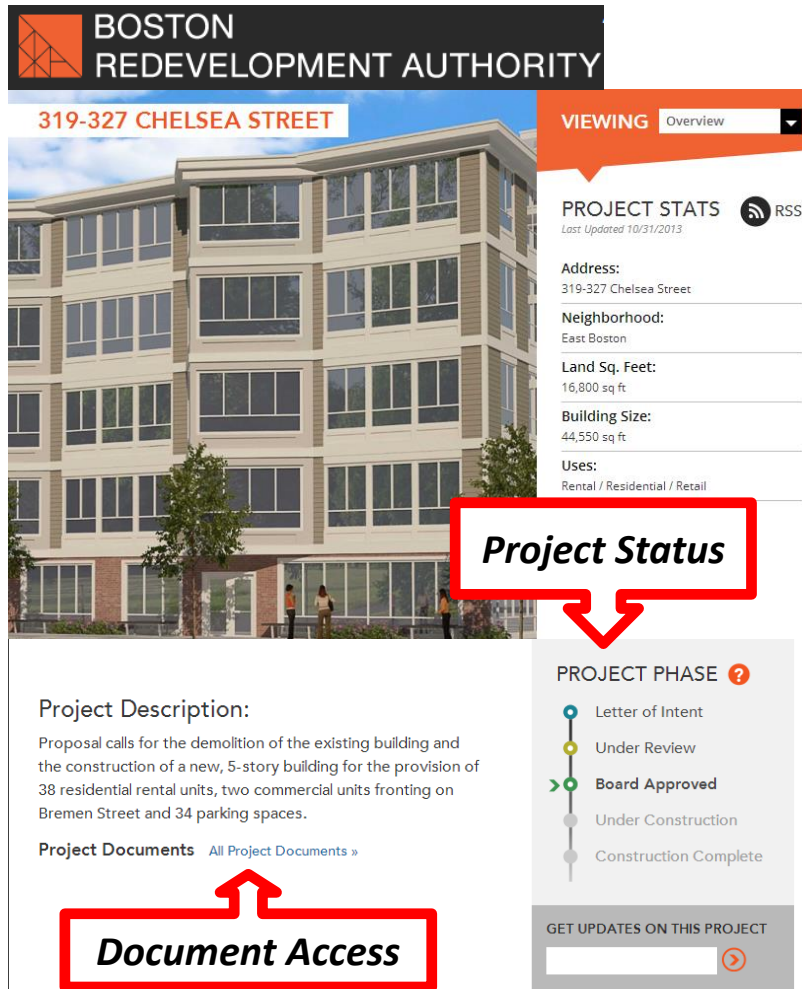 BOSTON
REDEVELOPMENT AUTHORITY
319-327 CHELSEA STREET
VIEWING Overview
PROJECT STATS RSS
Last Updated 10/31/2013
Address:
319-327 Chelsea Street
Neighborhood:
East Boston
Land Sq. Feet:
16,800 sq ft
Building Size:
44,550 sq ft
Uses:
Rental / Residential / Retail
Project Status
PROJECT PHASE ?
Letter of Intent
Under Review
Board Approved
Under Construction
Construction Complete
Project Description:
Proposal calls for the demolition of the existing building and
the construction of a new, 5-story building for the provision of
38 residential rental units, two commercial units fronting on
Bremen Street and 34 parking spaces.
Project Documents All Project Documents »
Document Access
GET UPDATES ON THIS PROJECT